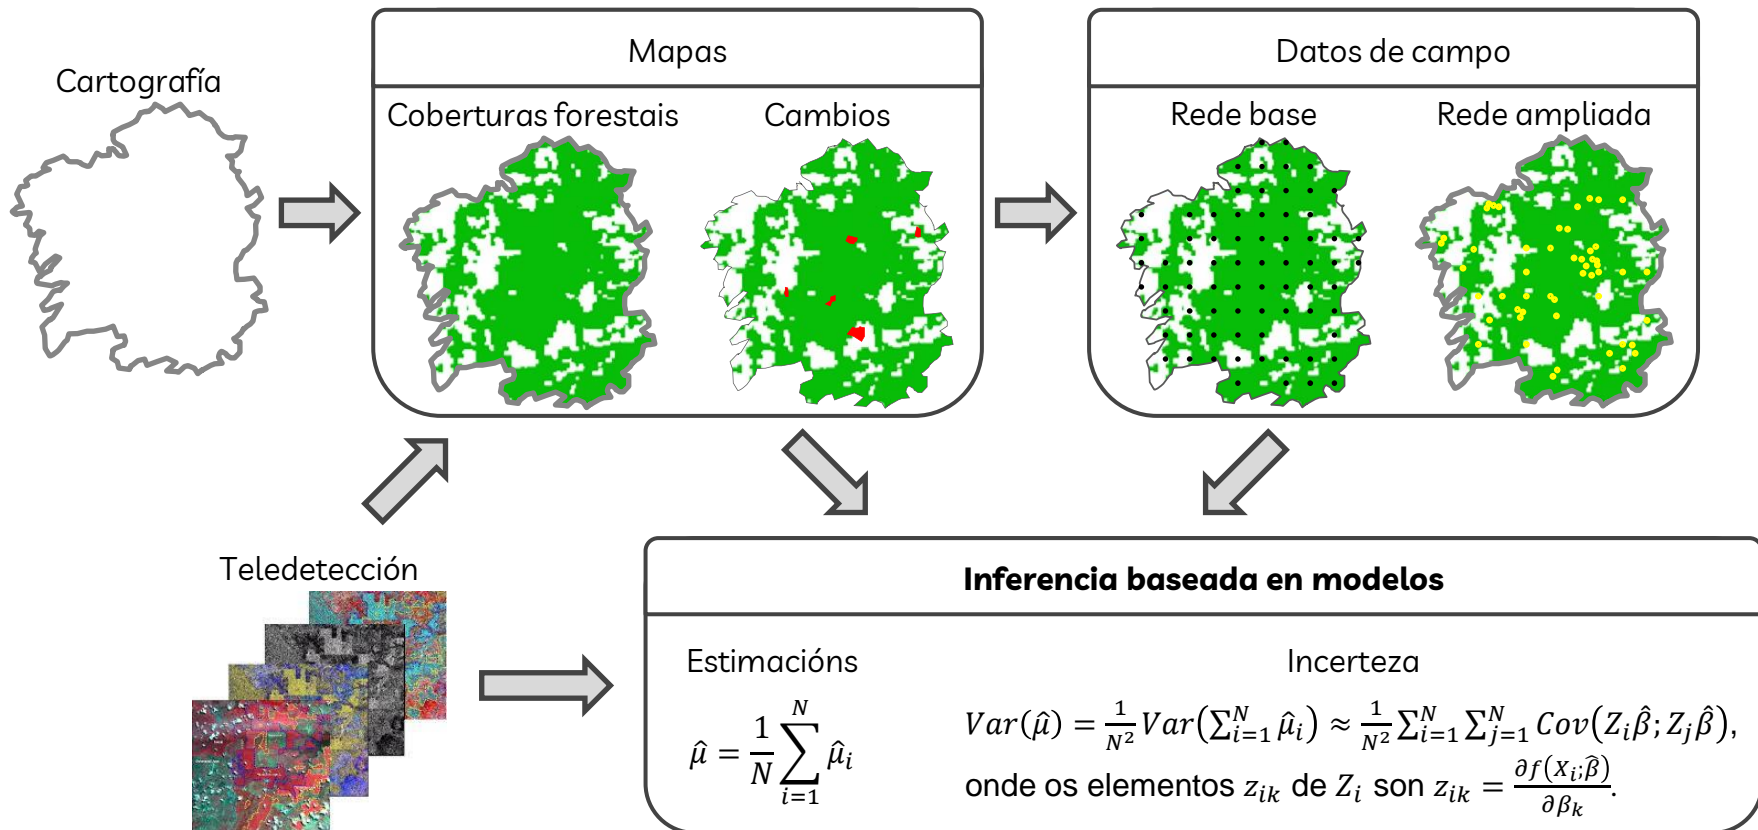 Cartografía
Mapas
Coberturas forestais
Cambios
Datos de campo
Rede base
Rede ampliada
Teledetección
Inferencia baseada en modelos
Estimacións
$\hat{\mu} = \frac{1}{N} \sum_{i=1}^{N} \hat{\mu}_i$
Incerteza
$Var(\hat{\mu}) = \frac{1}{N^2} Var(\sum_{i=1}^{N} \hat{\mu}_i) \approx \frac{1}{N^2} \sum_{i=1}^{N} \sum_{j=1}^{N} Cov(Z_i\hat{\beta}; Z_j\hat{\beta}),$
onde os elementos $z_{ik}$ de $Z_i$ son $z_{ik} = \frac{\partial f(X_i; \hat{\beta})}{\partial \beta_k}.$